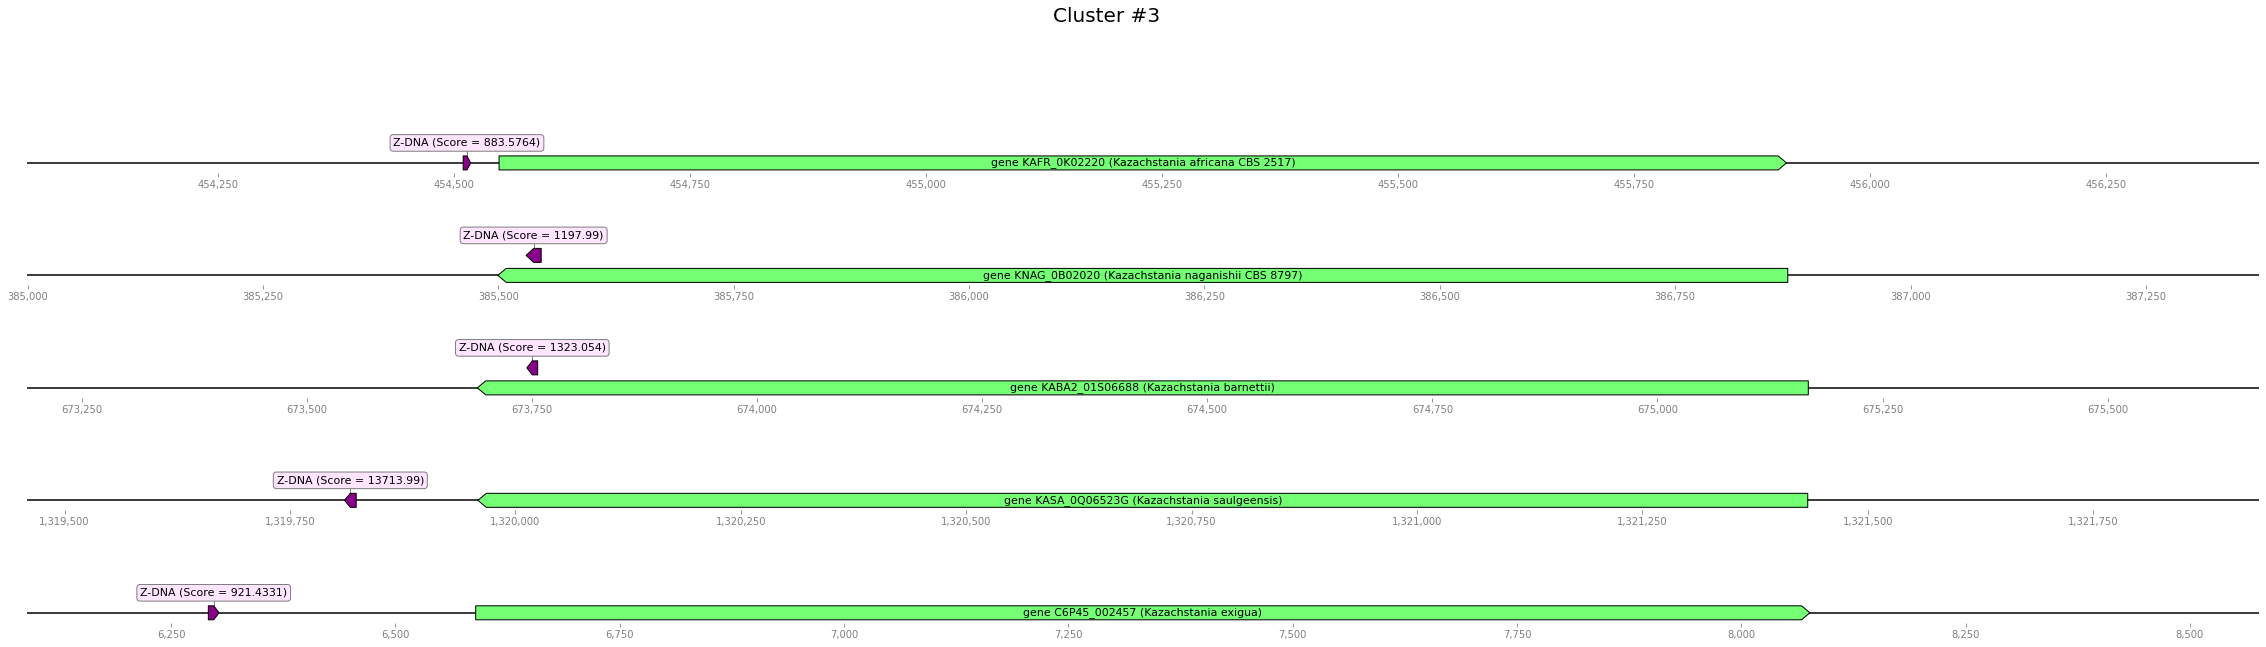 Cluster #3
Z-DNA (Score = 883.5764)
gene KAFR_0K02220 (Kazachstania africana CBS 2517)
454,250 454,500 454,750 455,000 455,250 455,500 455,750 456,000 456,250
Z-DNA (Score = 1197.99)
gene KNAG_0B02020 (Kazachstania naganishii CBS 8797)
385,000 385,250 385,500 385,750 386,000 386,250 386,500 386,750 387,000 387,250
Z-DNA (Score = 1323.054)
gene KABA2_01S06688 (Kazachstania barnettii)
673,250 673,500 673,750 674,000 674,250 674,500 674,750 675,000 675,250 675,500
Z-DNA (Score = 13713.99)
gene KASA_0Q06523G (Kazachstania saulgeensis)
1,319,500 1,319,750 1,320,000 1,320,250 1,320,500 1,320,750 1,321,000 1,321,250 1,321,500 1,321,750
Z-DNA (Score = 921.4331)
gene C6P45_002457 (Kazachstania exigua)
6,250 6,500 6,750 7,000 7,250 7,500 7,750 8,000 8,250 8,500